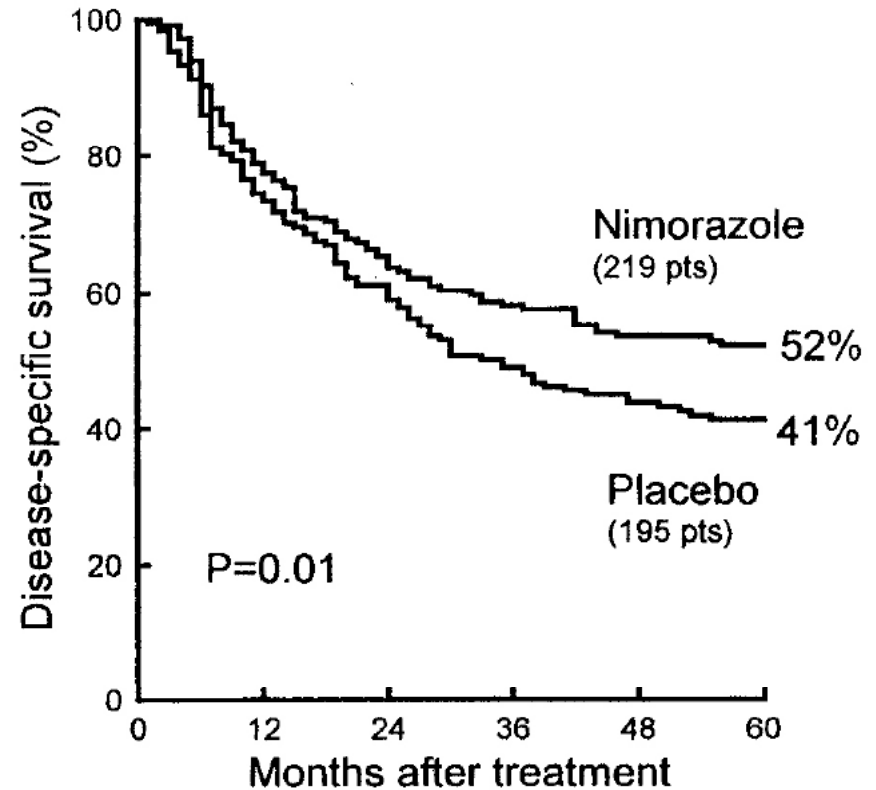 100
80
60
40
20
0
Disease-specific survival (%)
Nimorazole
(219 pts)
52%
41%
Placebo
(195 pts)
P=0.01
0 12 24 36 48 60
Months after treatment